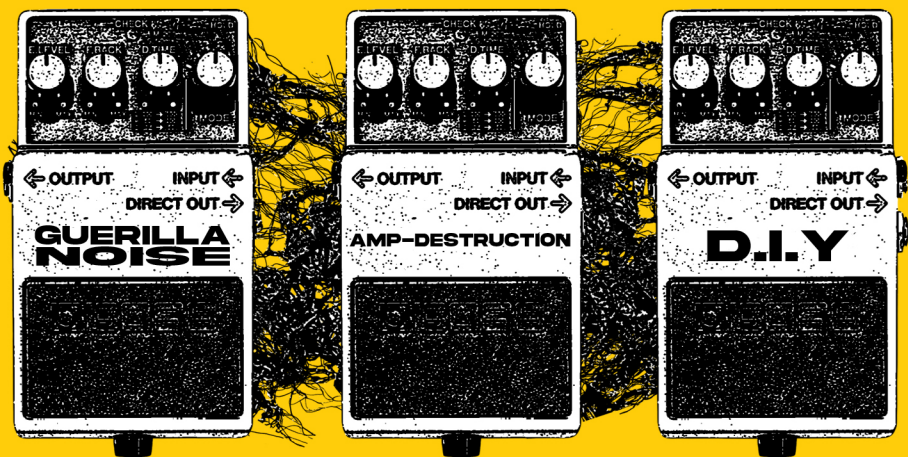 CHECK
E.LEVEL F.BACK D.TIME
MODE
OUTPUT INPUT
DIRECT OUT
GUERILLA
NOISE
CHECK
E.LEVEL F.BACK D.TIME
MODE
OUTPUT INPUT
DIRECT OUT
AMP-DESTRUCTION
CHECK
E.LEVEL F.BACK D.TIME
MODE
OUTPUT INPUT
DIRECT OUT
D.I.Y